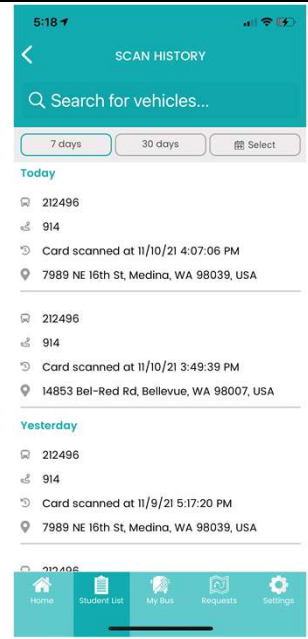 5:18
SCAN HISTORY
Search for vehicles...
7 days
30 days
Select
Today
212496
914
Card scanned at 11/10/21 4:07:06 PM
7989 NE 16th St, Medina, WA 98039, USA
212496
914
Card scanned at 11/10/21 3:49:39 PM
14853 Bel-Red Rd, Bellevue, WA 98007, USA
Yesterday
212496
914
Card scanned at 11/9/21 5:17:20 PM
7989 NE 16th St, Medina, WA 98039, USA
212496
Home
Student List
My Bus
Requests
Settings